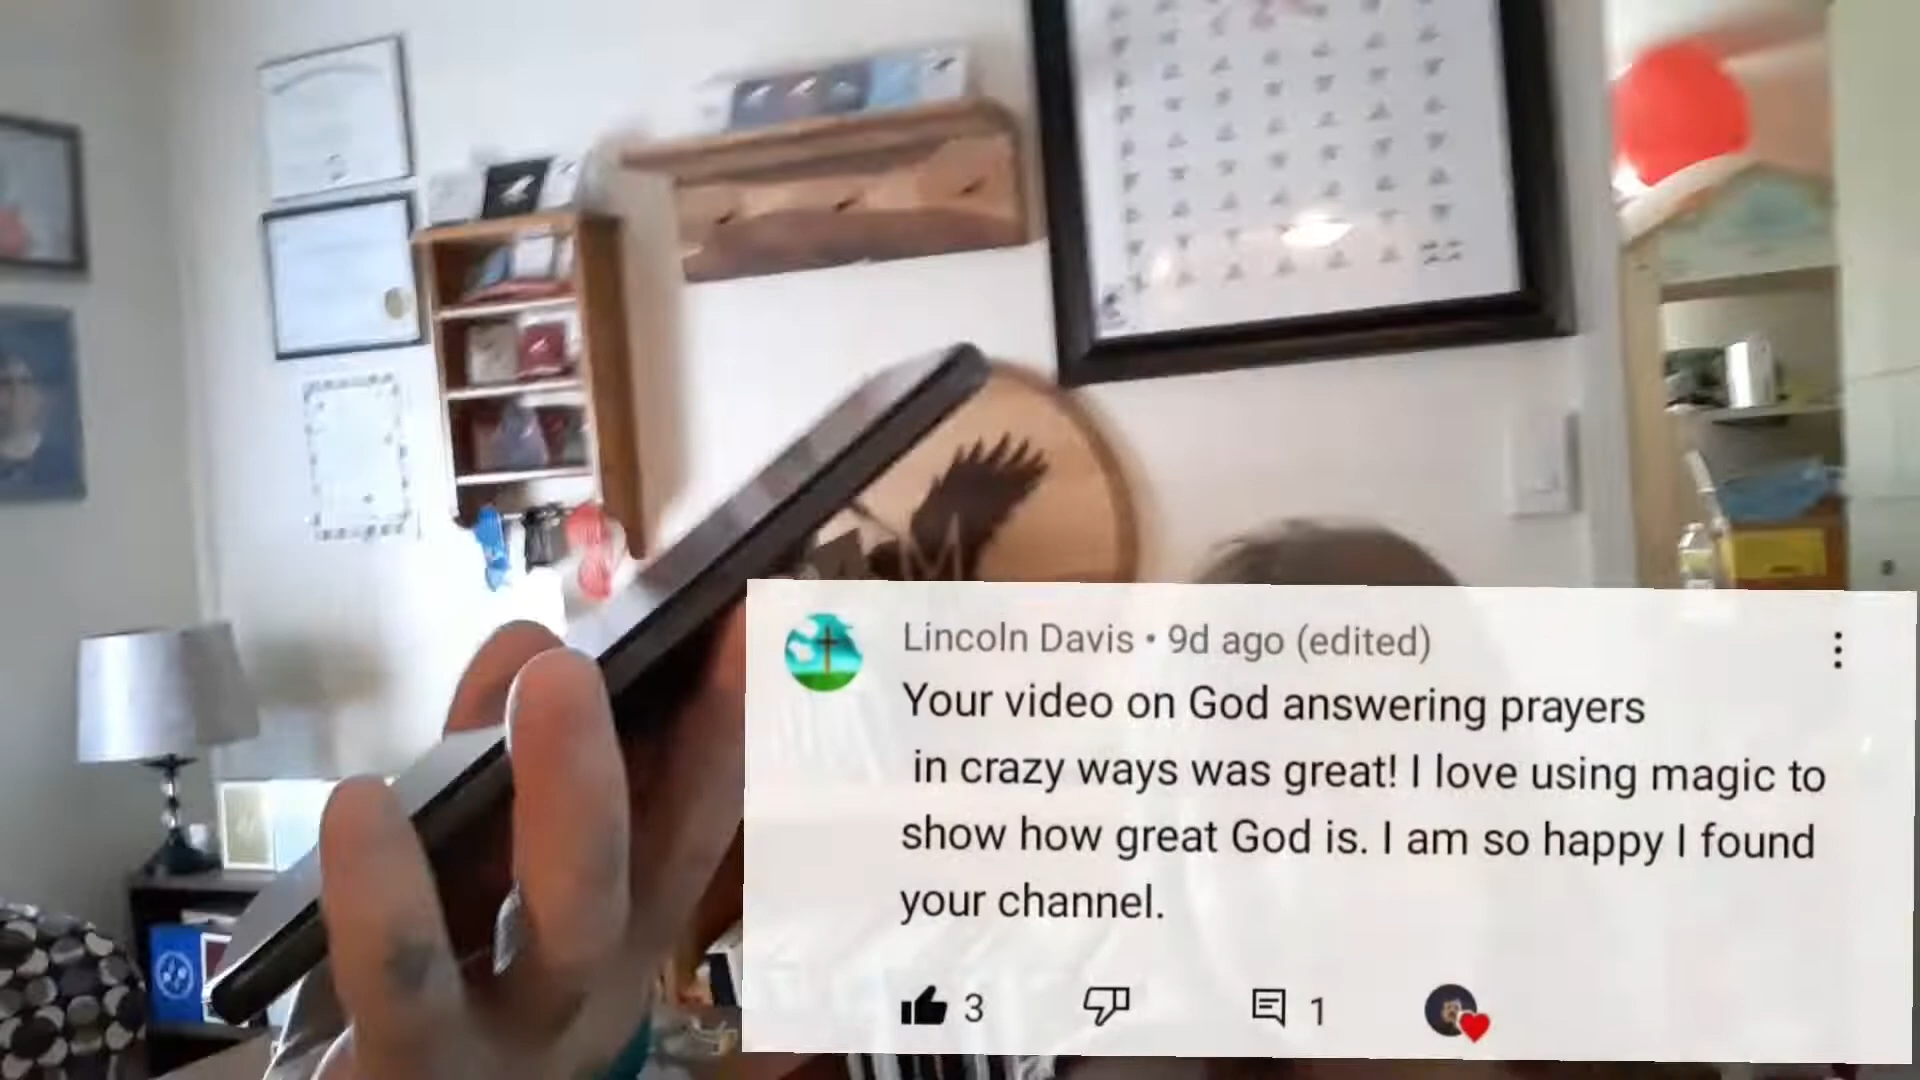 Lincoln Davis • 9d ago (edited)
Your video on God answering prayers
in crazy ways was great! I love using magic to
show how great God is. I am so happy I found
your channel.
3
1